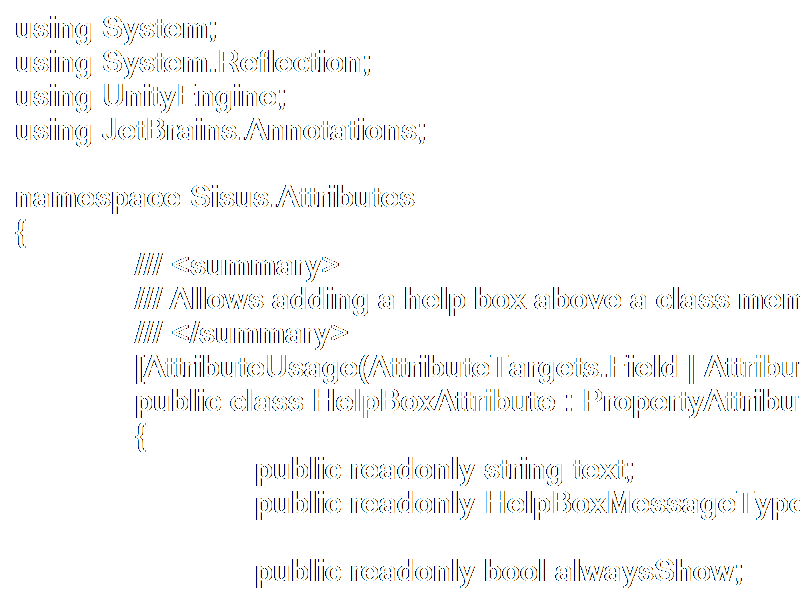 using System;
using System.Reflection;
using UnityEngine;
using JetBrains.Annotations;

namespace Sisus.Attributes
{
/// <summary>
/// Allows adding a help box above a class mem
/// </summary>
[AttributeUsage(AttributeTargets.Field | Attribu
public class HelpBoxAttribute : PropertyAttribu
{
public readonly string text;
public readonly HelpBoxMessageType
public readonly bool alwaysShow;